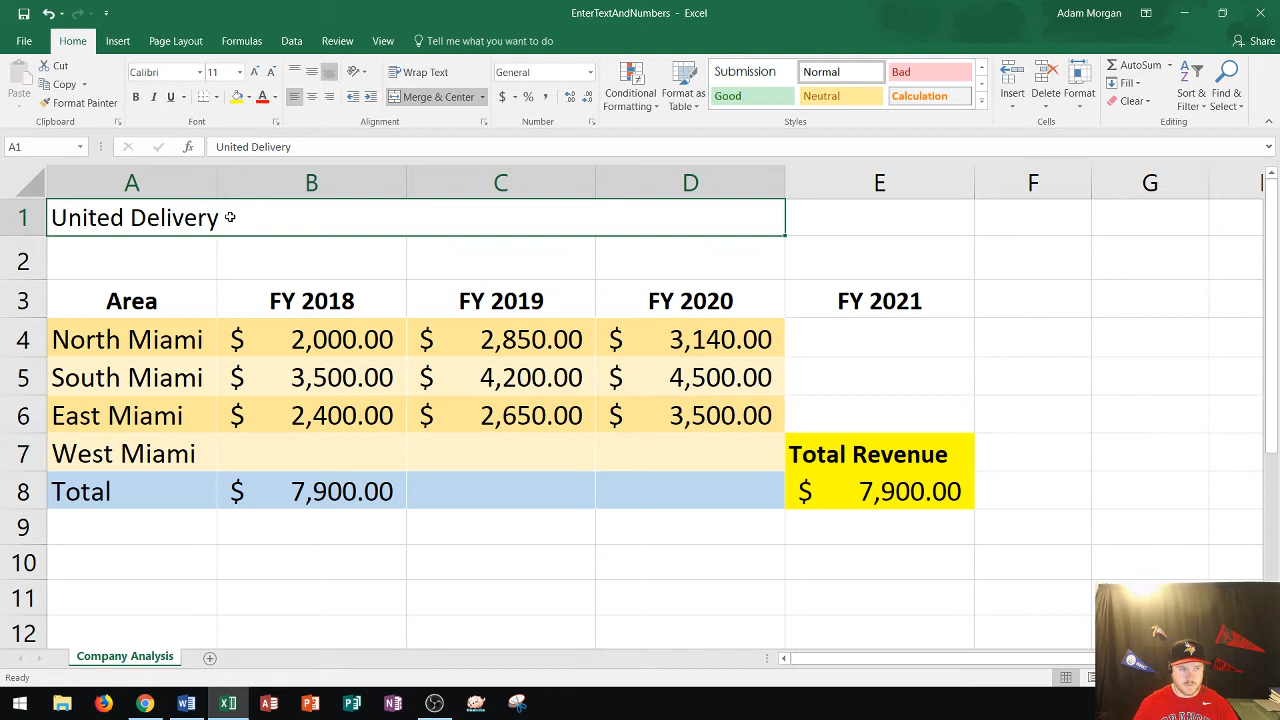 EnterTextAndNumbers - Excel
Adam Morgan
File Home Insert Page Layout Formulas Data Review View Tell me what you want to do Share
Paste
Cut
Copy
Format Painter
Clipboard
Calibri 11
B I U
Font
Wrap Text
Merge & Center
Alignment
General
$ % ,
Number
Conditional Formatting
Format as Table
Submission Normal Bad
Good Neutral Calculation
Styles
Insert Delete Format
Cells
AutoSum
Fill
Clear
Sort & Filter
Find & Select
Editing
A1 fx United Delivery
A B C D E F G
1 United Delivery
2
3 Area FY 2018 FY 2019 FY 2020 FY 2021
4 North Miami $ 2,000.00 $ 2,850.00 $ 3,140.00
5 South Miami $ 3,500.00 $ 4,200.00 $ 4,500.00
6 East Miami $ 2,400.00 $ 2,650.00 $ 3,500.00
7 West Miami Total Revenue
8 Total $ 7,900.00 $ 7,900.00
9
10
11
12
Company Analysis
Ready